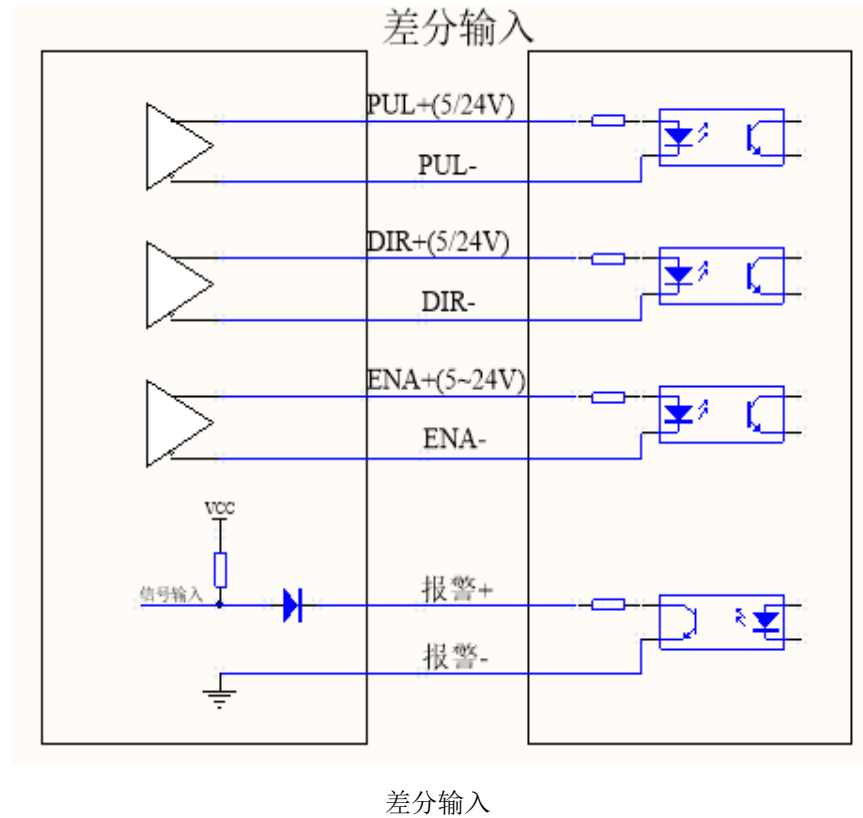 差分输入
PUL+(5/24V)
PUL-
DIR+(5/24V)
DIR-
ENA+(5~24V)
ENA-
VCC
信号输入
报警+
报警-
差分输入